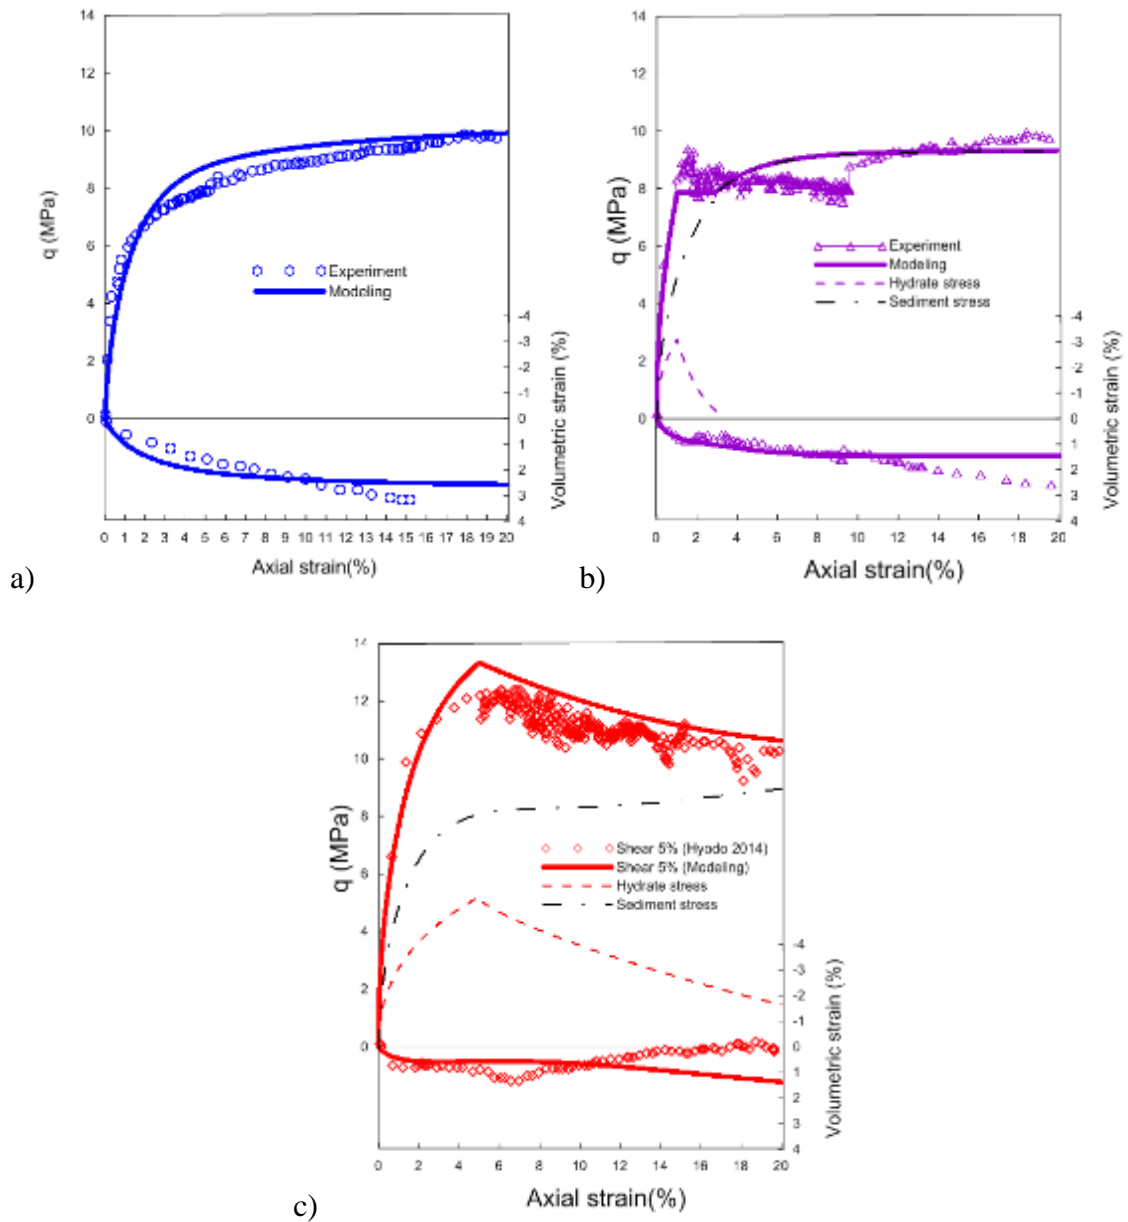 14
12
10
8
6
4
2
0
q (MPa)
Experiment
Modeling
-4
-3
-2
-1
0
1
2
3
4
Volumetric strain (%)
0 1 2 3 4 5 6 7 8 9 10 11 12 13 14 15 16 17 18 19 20
Axial strain(%)
a)
14
12
10
8
6
4
2
0
q (MPa)
Experiment
Modeling
Hydrate stress
Sediment stress
-4
-3
-2
-1
0
1
2
3
4
Volumetric strain (%)
0 4 8 12 16 20
Axial strain(%)
b)
14
12
10
8
6
4
2
0
q (MPa)
Shear 5% (Hyodo 2014)
Shear 5% (Modeling)
Hydrate stress
Sediment stress
-4
-3
-2
-1
0
1
2
3
4
Volumetric strain (%)
0 2 4 6 8 10 12 14 16 18 20
Axial strain(%)
c)